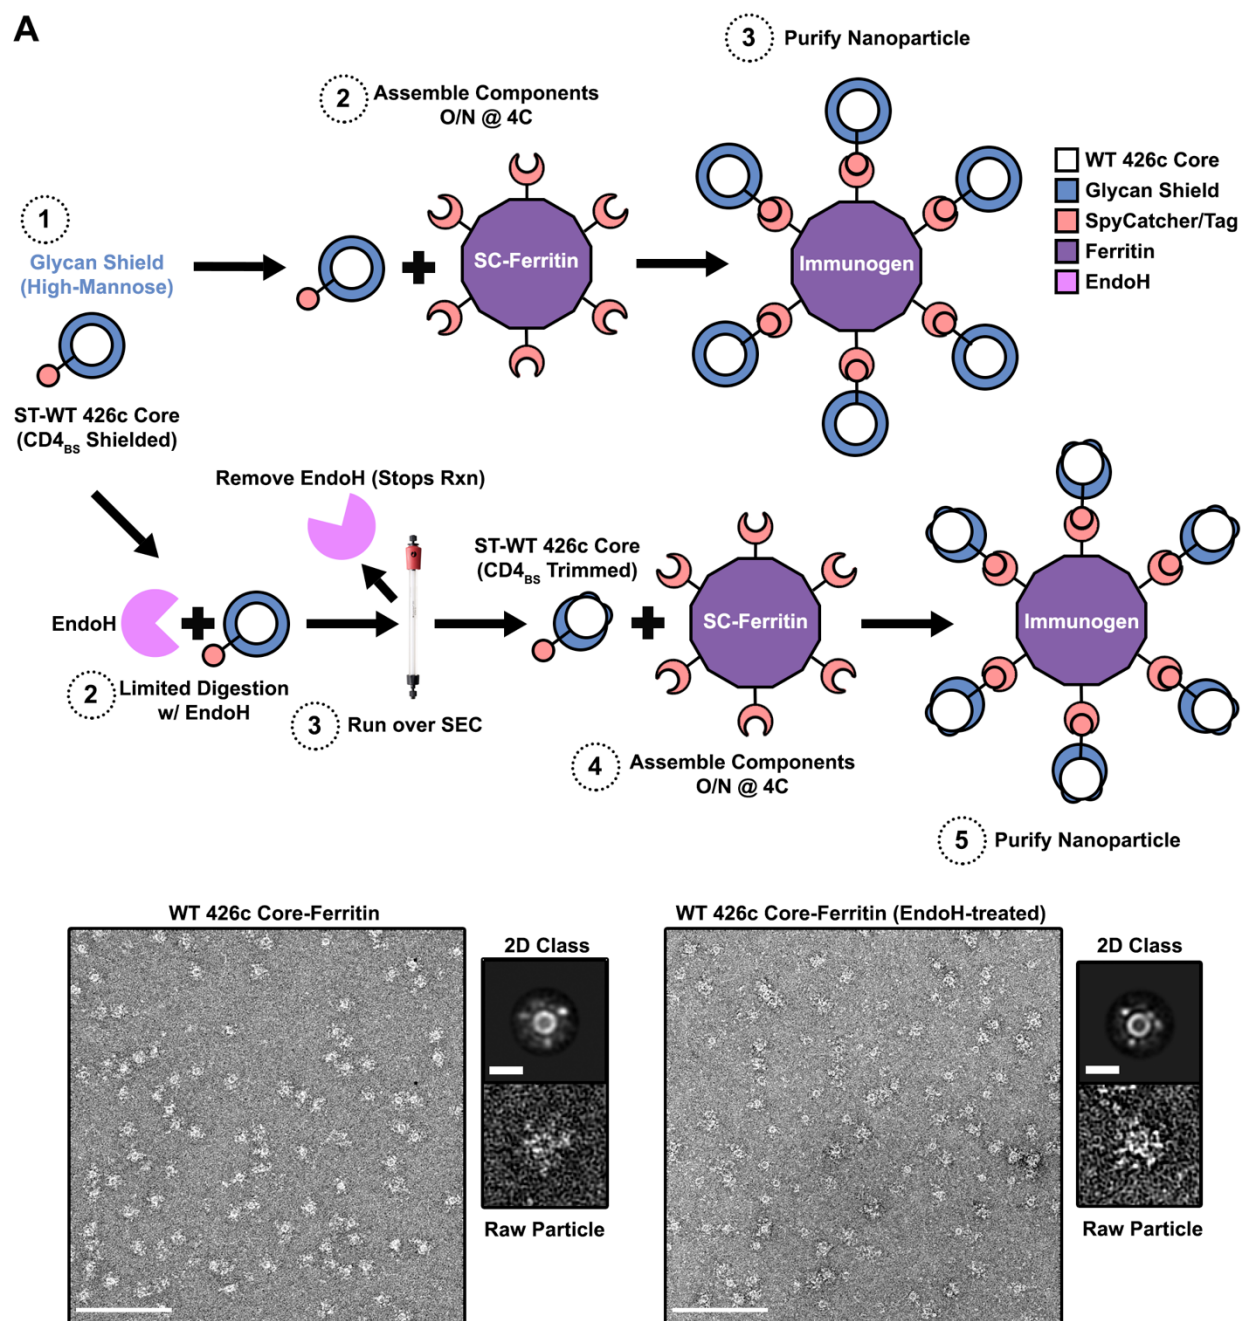 A
3 Purify Nanoparticle
2 Assemble Components
O/N @ 4C
1
Glycan Shield
(High-Mannose)
SC-Ferritin
Immunogen
WT 426c Core
Glycan Shield
SpyCatcher/Tag
Ferritin
EndoH
ST-WT 426c Core
(CD4BS Shielded)
Remove EndoH (Stops Rxn)
ST-WT 426c Core
(CD4BS Trimmed)
EndoH
SC-Ferritin
Immunogen
2 Limited Digestion
w/ EndoH
3 Run over SEC
4 Assemble Components
O/N @ 4C
5 Purify Nanoparticle
WT 426c Core-Ferritin
2D Class
Raw Particle
WT 426c Core-Ferritin (EndoH-treated)
2D Class
Raw Particle